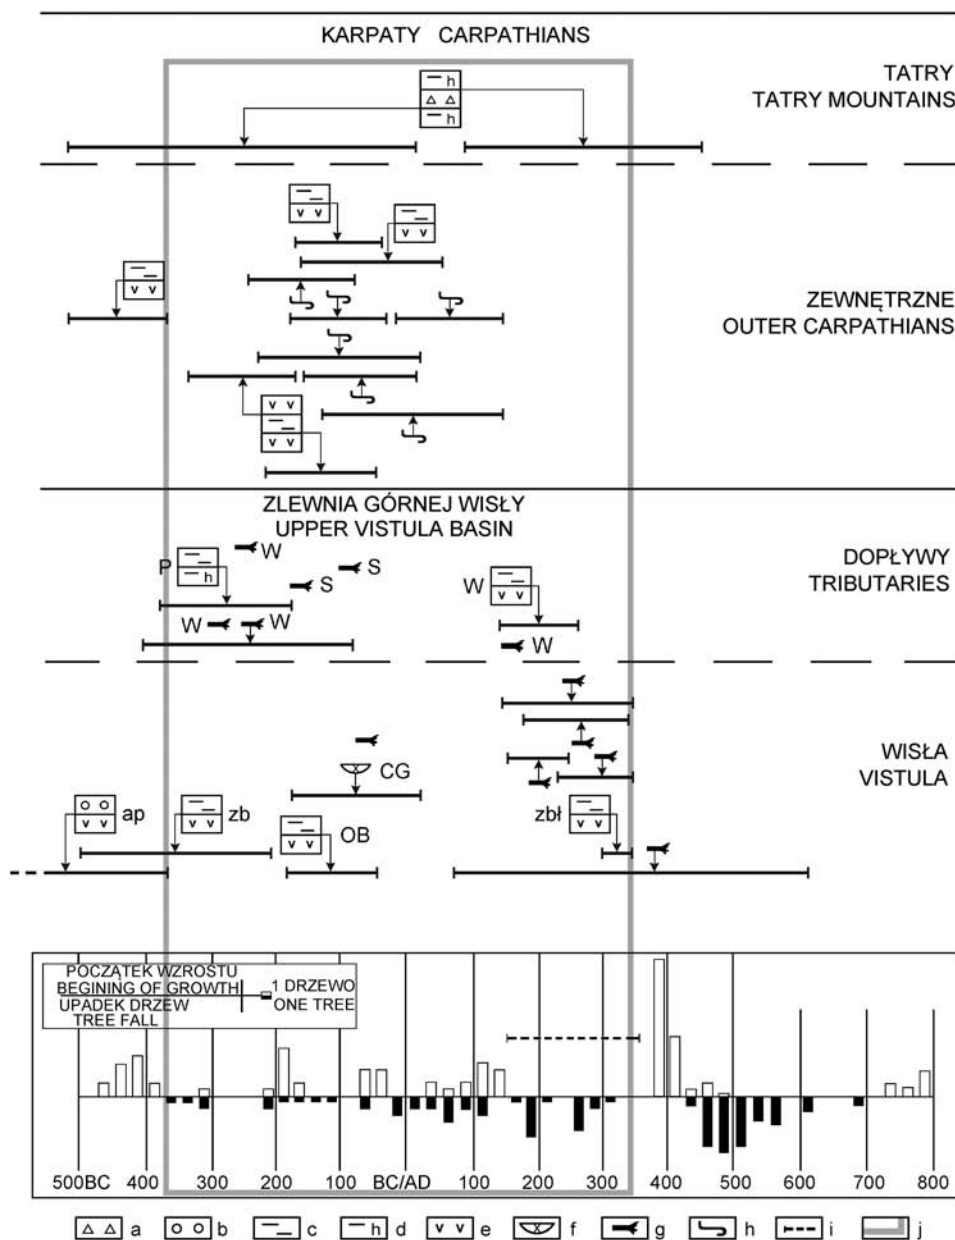 KARPATY CARPATHIANS
TATRY
TATRY MOUNTAINS
h
h
ZEWNĘTRZNE
OUTER CARPATHIANS
v v
v v
v v
v v
v v
ZLEWNIA GÓRNEJ WISŁY
UPPER VISTULA BASIN
DOPŁYWY
TRIBUTARIES
W
P
h
S
S
W
v v
W
W
W
WISŁA
VISTULA
CG
ap
v v
zb
v v
OB
v v
zbł
v v
POCZĄTEK WZROSTU
BEGINING OF GROWTH
UPADEK DRZEW
TREE FALL
1 DRZEWO
ONE TREE
500BC 400 300 200 100 BC/AD 100 200 300 400 500 600 700 800
a b c h d v v e f g h i j